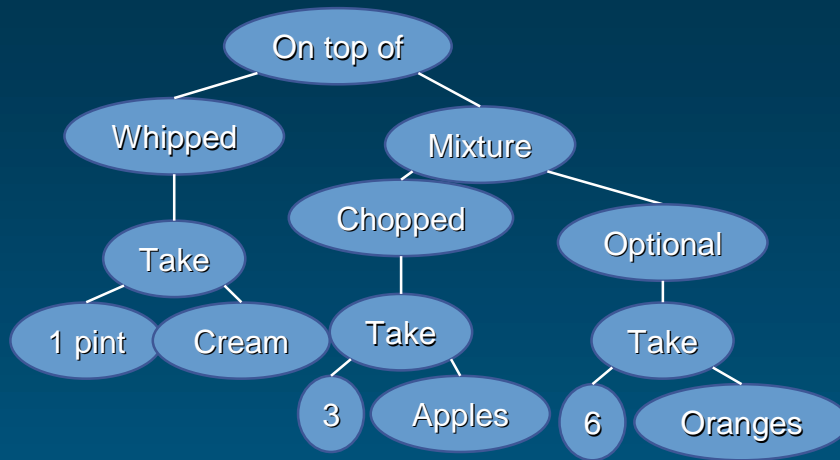 On top of
Whipped
Mixture
Chopped
Optional
Take
1 pint
Cream
Take
Take
3
Apples
6
Oranges